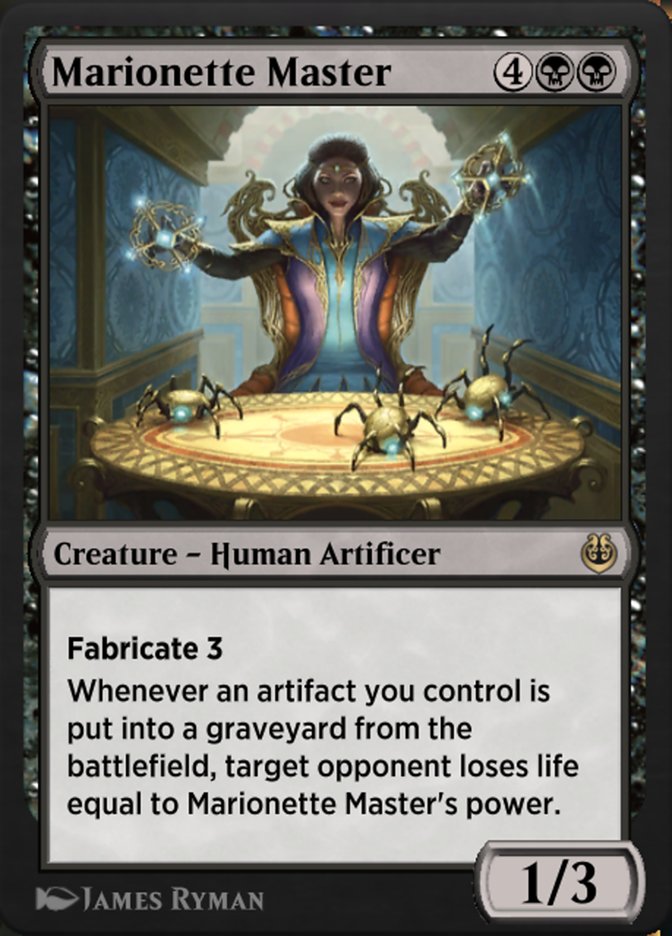 Marionette Master 4
Creature – Human Artificer
Fabricate 3
Whenever an artifact you control is
put into a graveyard from the
battlefield, target opponent loses life
equal to Marionette Master's power.
1/3
James Ryman